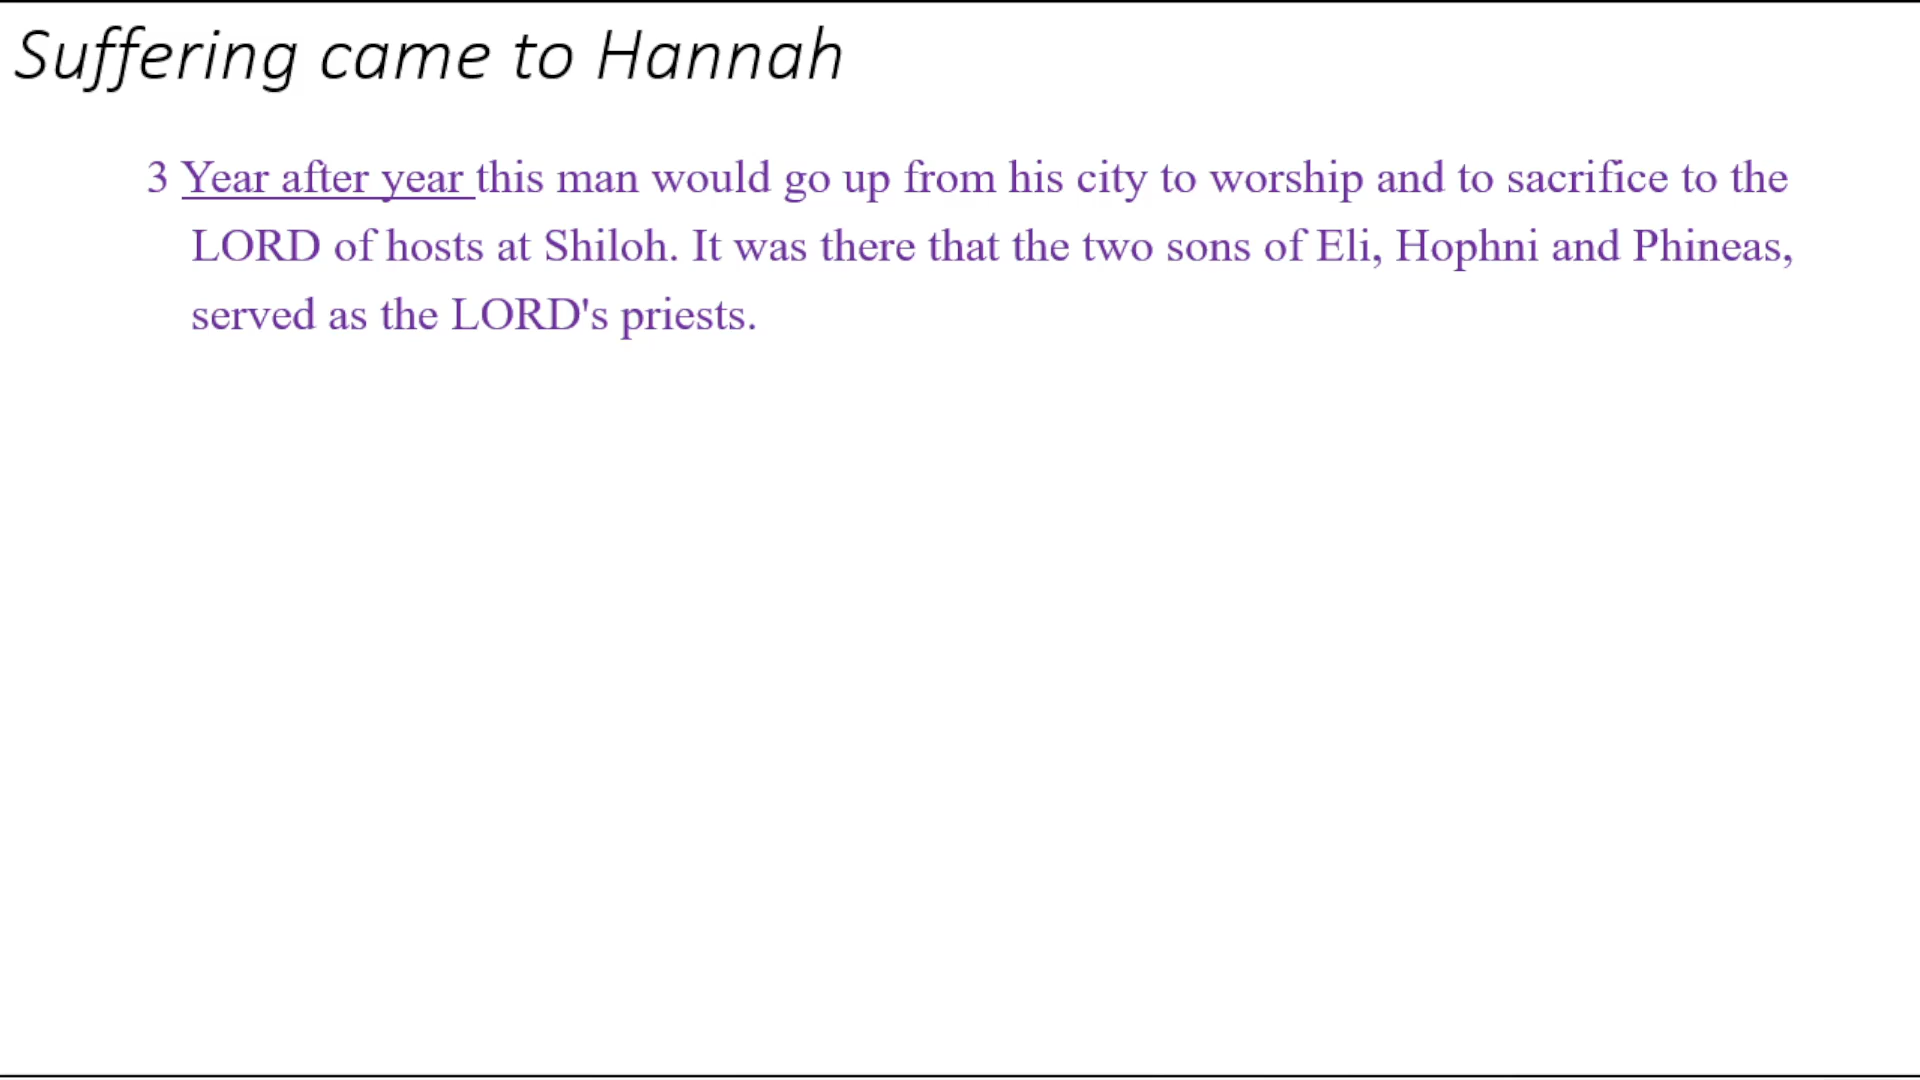 Suffering came to Hannah
3 Year after year this man would go up from his city to worship and to sacrifice to the
LORD of hosts at Shiloh. It was there that the two sons of Eli, Hophni and Phineas,
served as the LORD's priests.